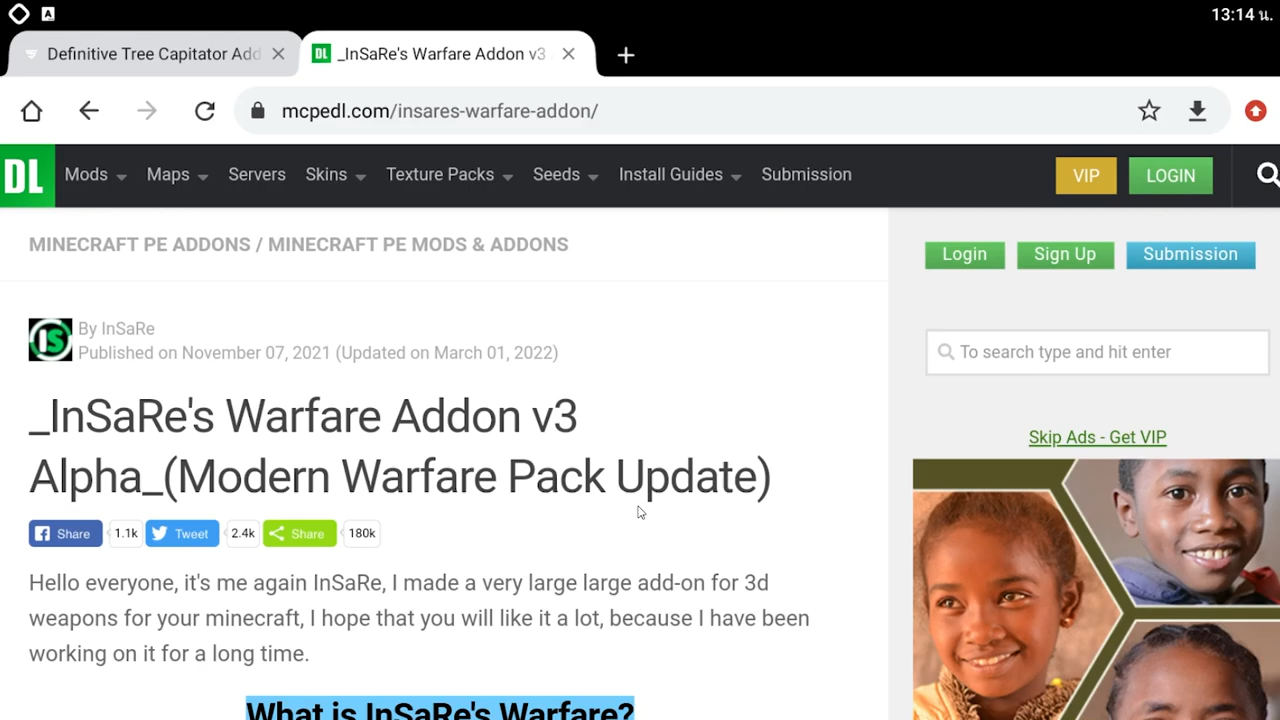 A
13:14 น.
Definitive Tree Capitator Add
DL _InSaRe's Warfare Addon v3
mcpedl.com/insares-warfare-addon/
DL Mods Maps Servers Skins Texture Packs Seeds Install Guides Submission VIP LOGIN
MINECRAFT PE ADDONS / MINECRAFT PE MODS & ADDONS
Login Sign Up Submission
IS By InSaRe
Published on November 07, 2021 (Updated on March 01, 2022)
To search type and hit enter
_InSaRe's Warfare Addon v3
Alpha_(Modern Warfare Pack Update)
Skip Ads - Get VIP
Share 1.1k Tweet 2.4k Share 180k
Hello everyone, it's me again InSaRe, I made a very large large add-on for 3d
weapons for your minecraft, I hope that you will like it a lot, because I have been
working on it for a long time.
What is InSaRe's Warfare?